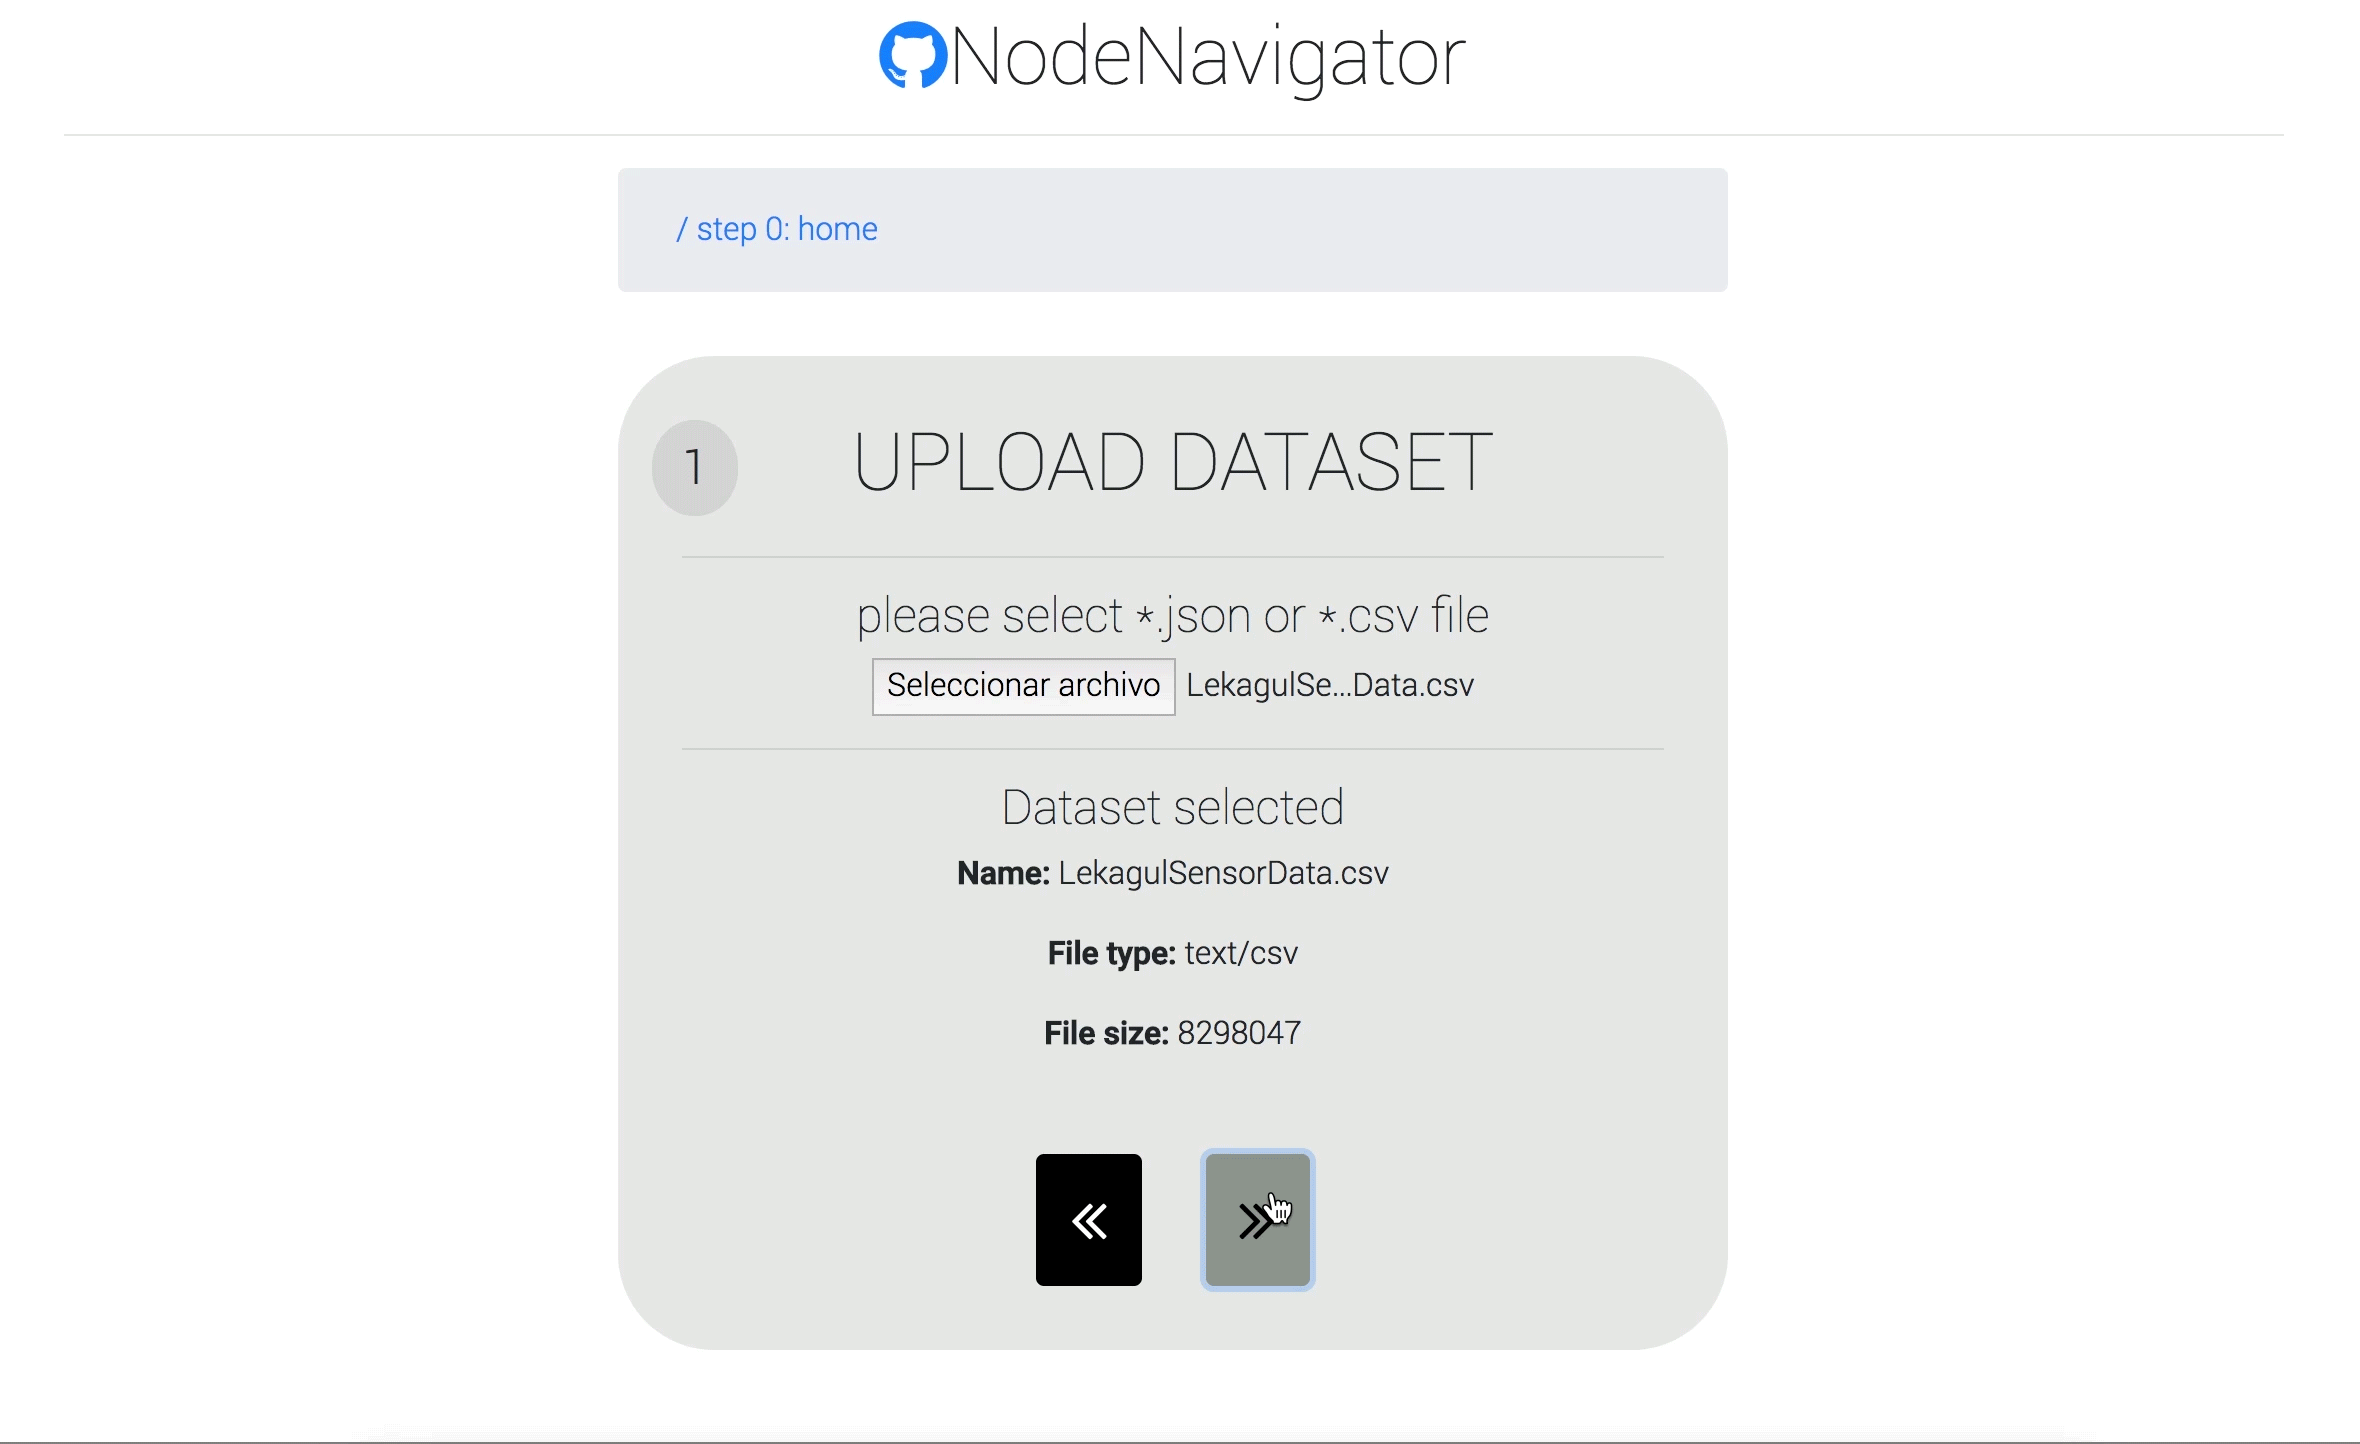 NodeNavigator
/ step 0: home
1
UPLOAD DATASET
please select *.json or *.csv file
Seleccionar archivo LekagulSe...Data.csv
Dataset selected
Name: LekagulSensorData.csv
File type: text/csv
File size: 8298047